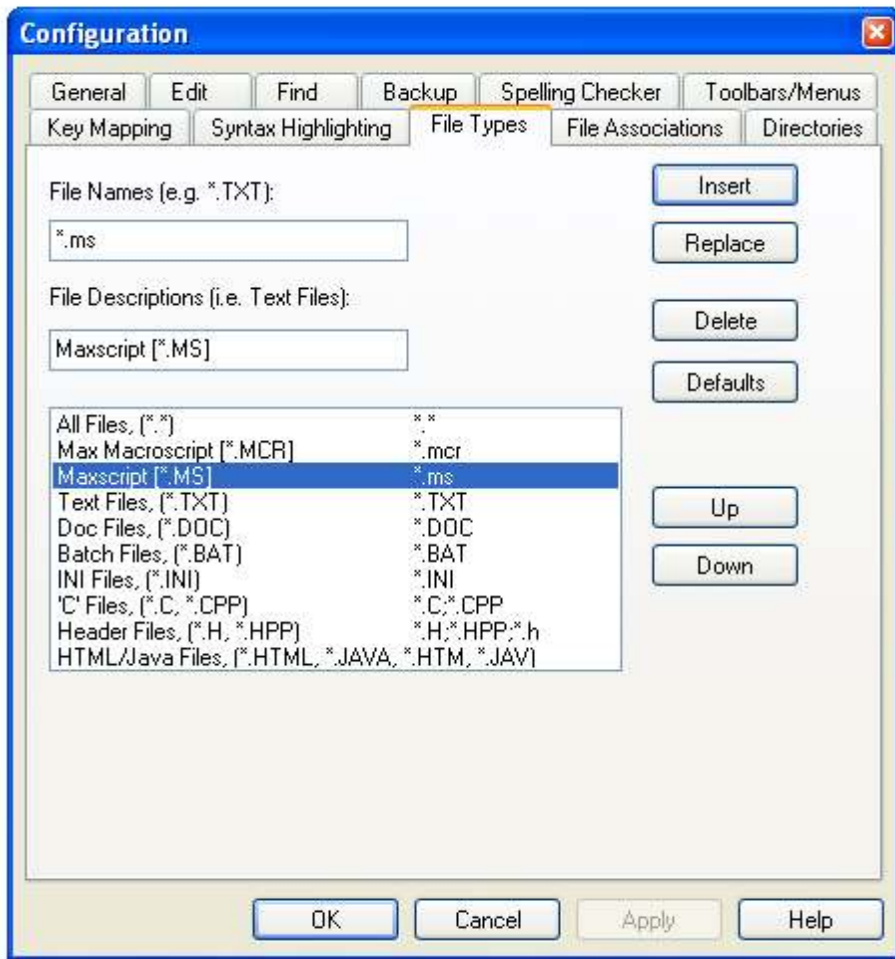 Configuration
General Edit Find Backup Spelling Checker Toolbars/Menus
Key Mapping Syntax Highlighting File Types File Associations Directories
File Names (e.g. *.TXT):
Insert
*.ms
Replace
File Descriptions (i.e. Text Files):
Delete
Maxscript [*.MS]
Defaults
All Files, (*.*) *.*
Max Macroscript [*.MCR] *.mcr
Maxscript [*.MS] *.ms
Text Files, (*.TXT) *.TXT
Doc Files, (*.DOC) *.DOC
Batch Files, (*.BAT) *.BAT
INI Files, (*.INI) *.INI
'C' Files, (*.C, *.CPP) *.C;*.CPP
Header Files, (*.H, *.HPP) *.H;*.HPP;*.h
HTML/Java Files, (*.HTML, *.JAVA, *.HTM, *.JAV)
Up
Down
OK Cancel Apply Help